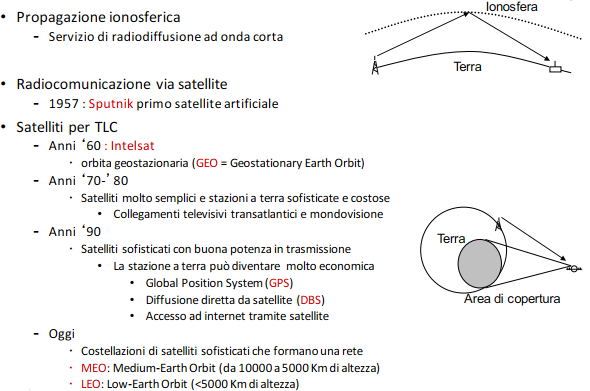 • Propagazione ionosferica
Ionosfera
- Servizio di radiodiffusione ad onda corta
Terra
• Radiocomunicazione via satellite
- 1957 : Sputnik primo satellite artificiale
• Satelliti per TLC
- Anni ‘60 : Intelsat
· orbita geostazionaria (GEO = Geostationary Earth Orbit)
- Anni ‘70-’ 80
· Satelliti molto semplici e stazioni a terra sofisticate e costose
• Collegamenti televisivi transatlantici e mondovisione
- Anni ‘90
Terra
· Satelliti sofisticati con buona potenza in trasmissione
• La stazione a terra può diventare molto economica
• Global Position System (GPS)
• Diffusione diretta da satellite (DBS)
Area di copertura
• Accesso ad internet tramite satellite
- Oggi
· Costellazioni di satelliti sofisticati che formano una rete
· MEO: Medium-Earth Orbit (da 10000 a 5000 Km di altezza)
· LEO: Low-Earth Orbit (<5000 Km di altezza)